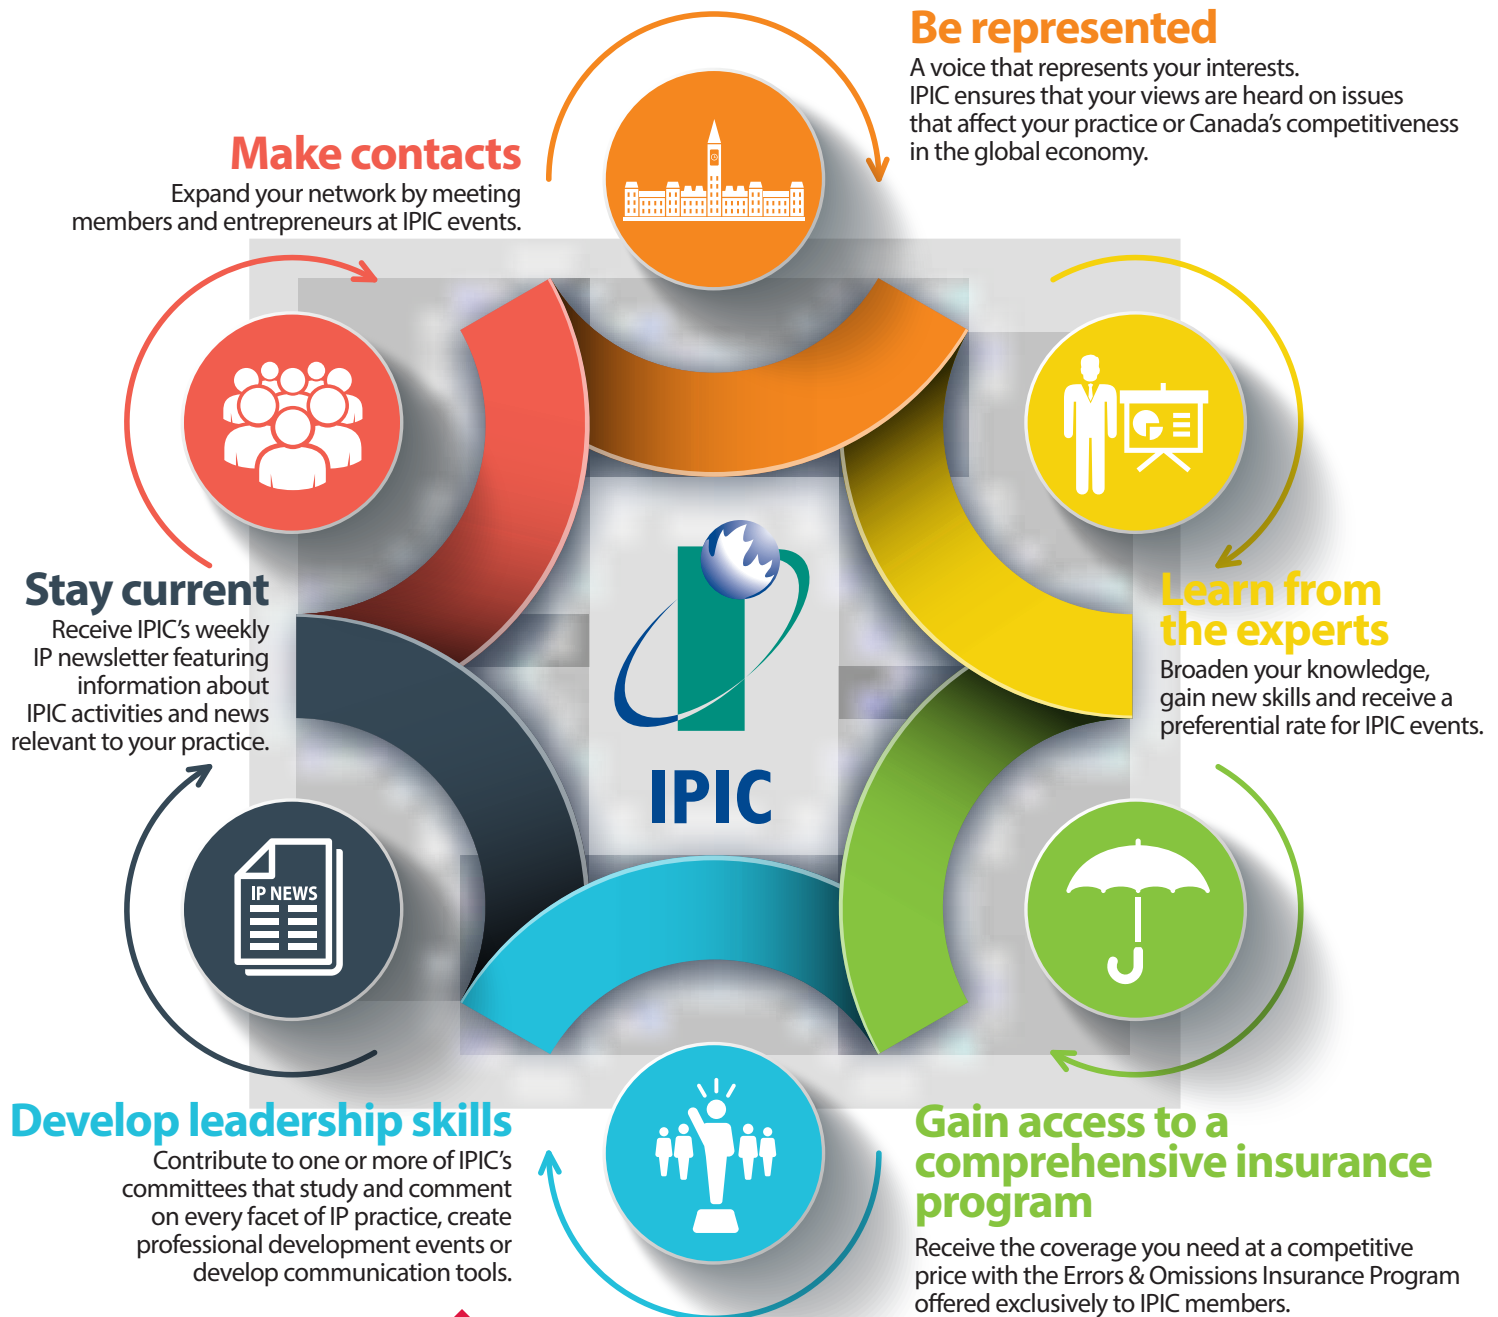 Be represented
A voice that represents your interests.
IPIC ensures that your views are heard on issues
that affect your practice or Canada's competitiveness
in the global economy.
Make contacts
Expand your network by meeting
members and entrepreneurs at IPIC events.
Learn from
the experts
Broaden your knowledge,
gain new skills and receive a
preferential rate for IPIC events.
Stay current
Receive IPIC's weekly
IP newsletter featuring
information about
IPIC activities and news
relevant to your practice.
IPIC
IP NEWS
Develop leadership skills
Contribute to one or more of IPIC's
committees that study and comment
on every facet of IP practice, create
professional development events or
develop communication tools.
Gain access to a
comprehensive insurance
program
Receive the coverage you need at a competitive
price with the Errors & Omissions Insurance Program
offered exclusively to IPIC members.